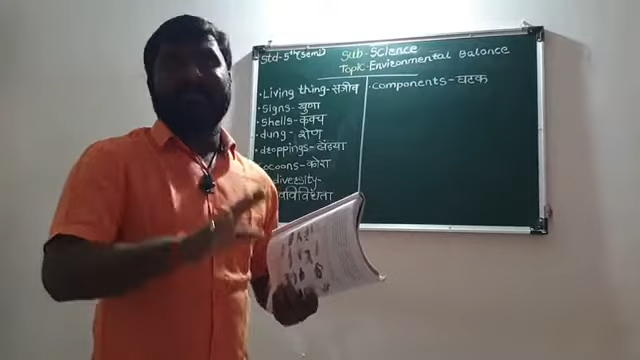 Std-5th (Semi)
Sub-Science
Topic-Environmental Balance
•Living thing-सजीव
•Signs-खुणा
•Shells-कवच
•dung-शेण
•droppings-लेंड्या
cocoons-कोश
diversity-
विविधता
•components-घटक